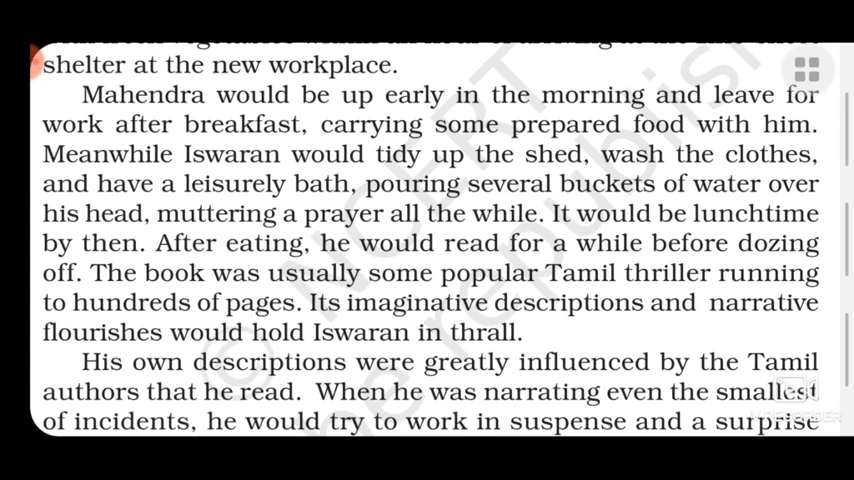 shelter at the new workplace.
Mahendra would be up early in the morning and leave for
work after breakfast, carrying some prepared food with him.
Meanwhile Iswaran would tidy up the shed, wash the clothes,
and have a leisurely bath, pouring several buckets of water over
his head, muttering a prayer all the while. It would be lunchtime
by then. After eating, he would read for a while before dozing
off. The book was usually some popular Tamil thriller running
to hundreds of pages. Its imaginative descriptions and narrative
flourishes would hold Iswaran in thrall.
His own descriptions were greatly influenced by the Tamil
authors that he read. When he was narrating even the smallest
of incidents, he would try to work in suspense and a surprise
© NCERT
be republis